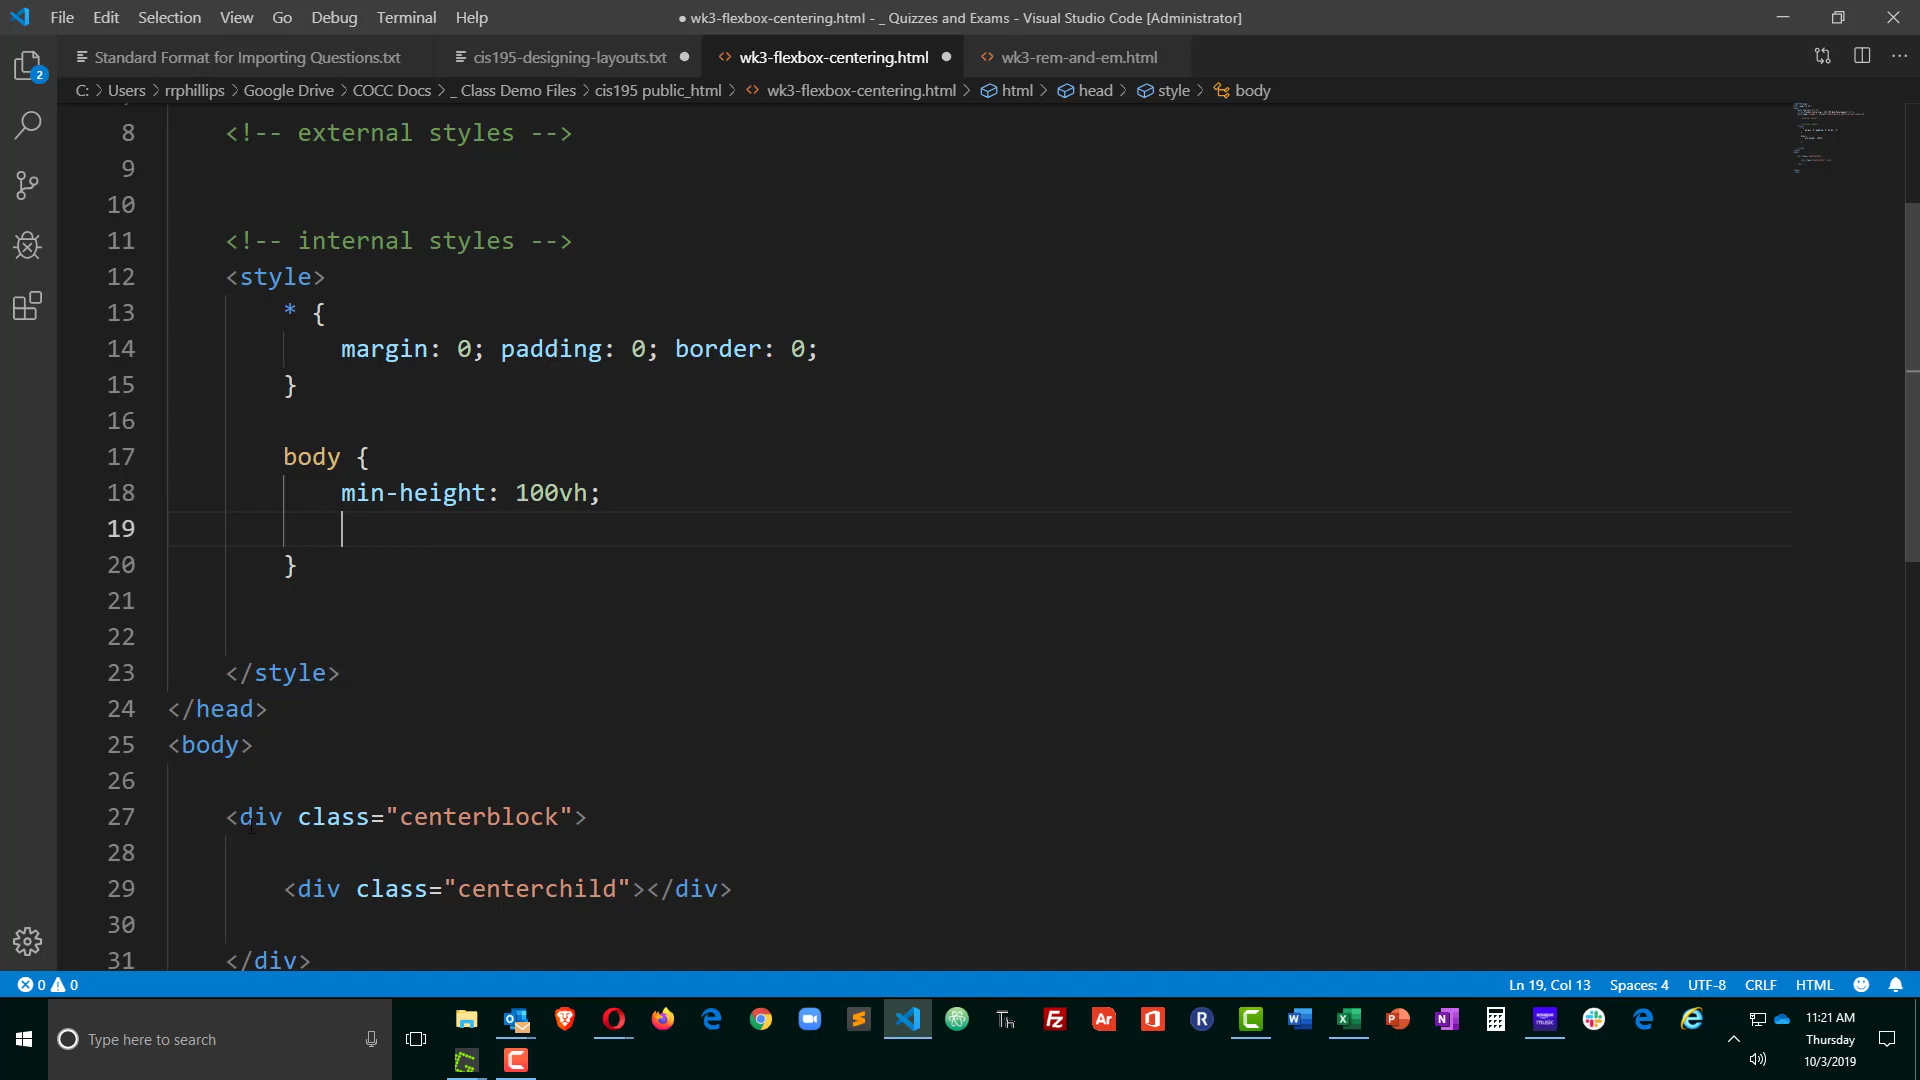 File Edit Selection View Go Debug Terminal Help
● wk3-flexbox-centering.html - _ Quizzes and Exams - Visual Studio Code [Administrator]
Standard Format for Importing Questions.txt
cis195-designing-layouts.txt
wk3-flexbox-centering.html
wk3-rem-and-em.html
2
C: > Users > rrphillips > Google Drive > COCC Docs > _ Class Demo Files > cis195 public_html > wk3-flexbox-centering.html > html > head > style > body
8 <!-- external styles -->
9
10
11 <!-- internal styles -->
12 <style>
13 * {
14 margin: 0; padding: 0; border: 0;
15 }
16
17 body {
18 min-height: 100vh;
19
20 }
21
22
23 </style>
24 </head>
25 <body>
26
27 <div class="centerblock">
28
29 <div class="centerchild"></div>
30
31 </div>
0 0 Ln 19, Col 13 Spaces: 4 UTF-8 CRLF HTML
Type here to search
11:21 AM
Thursday
10/3/2019